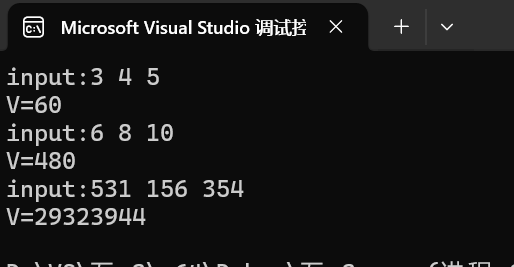 Microsoft Visual Studio 调试控
input:3 4 5
V=60
input:6 8 10
V=480
input:531 156 354
V=29323944